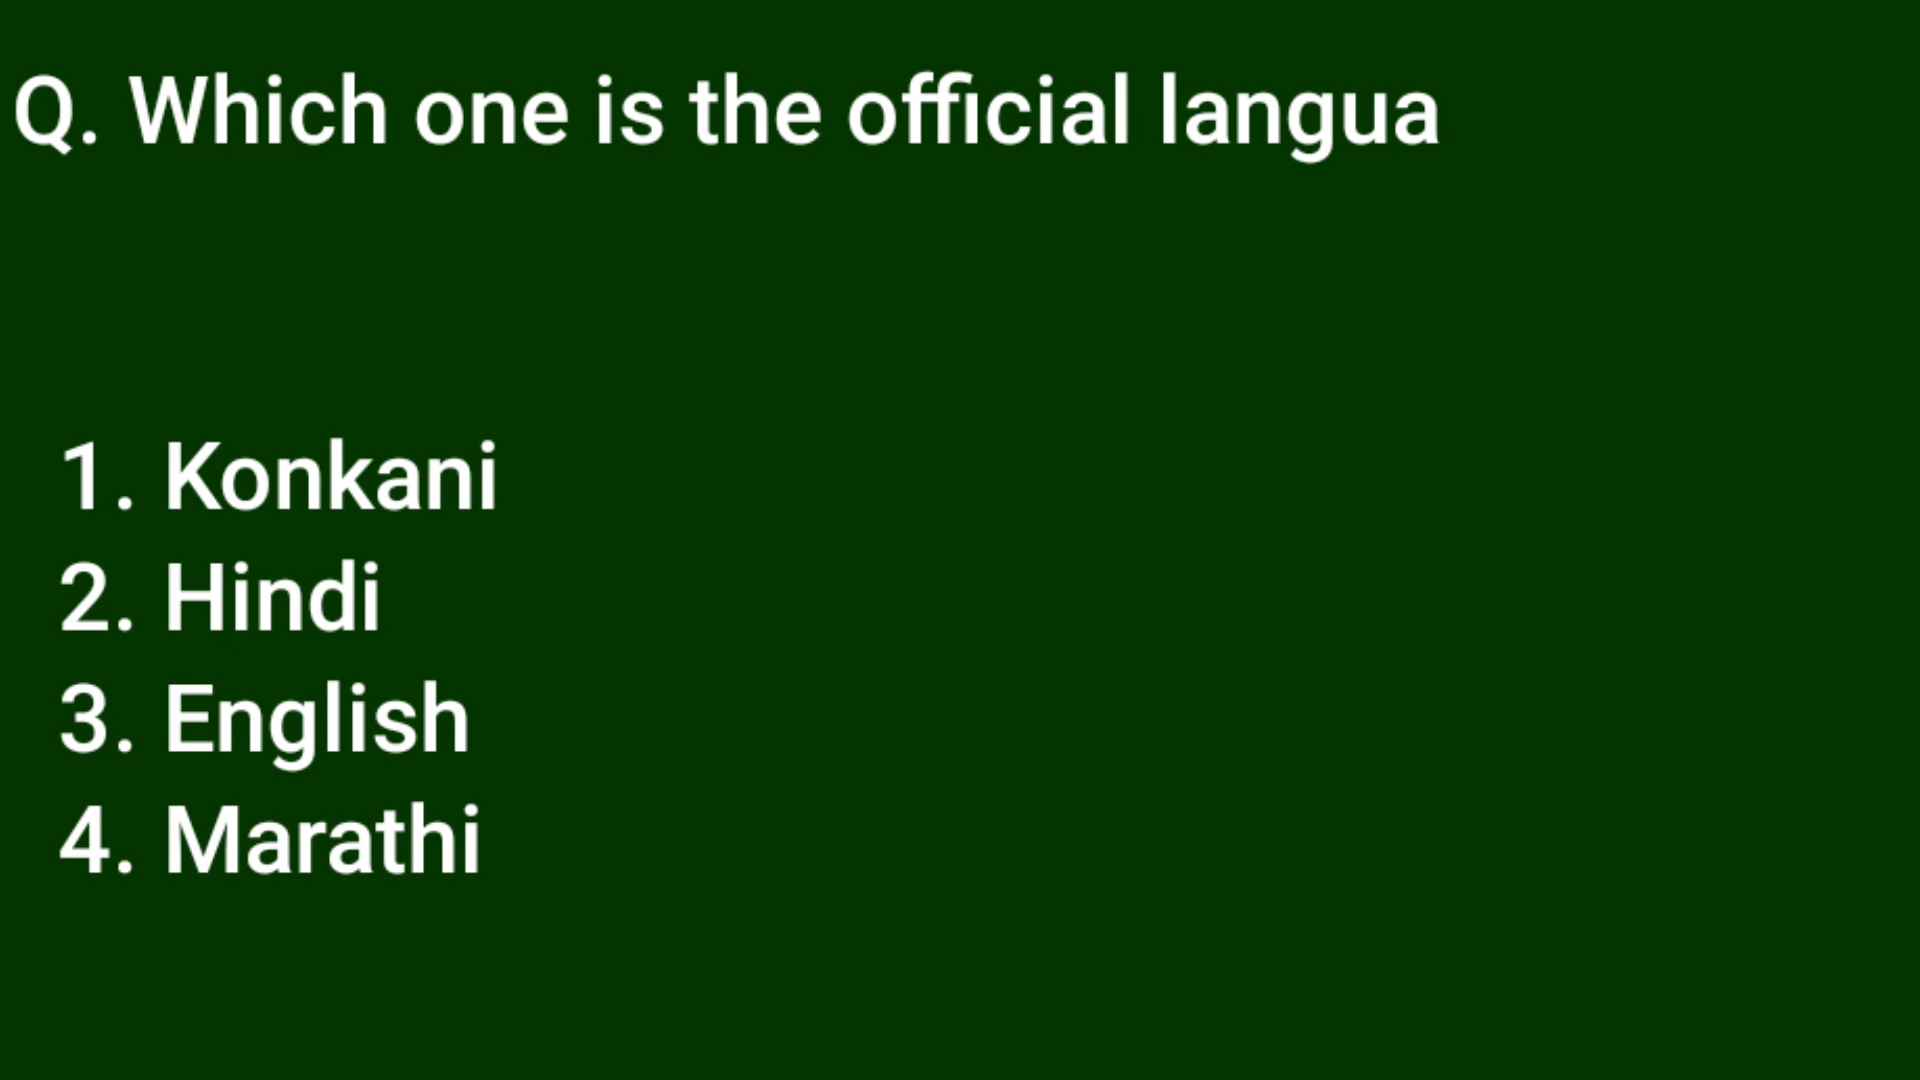 Q. Which one is the official langua
1. Konkani
2. Hindi
3. English
4. Marathi